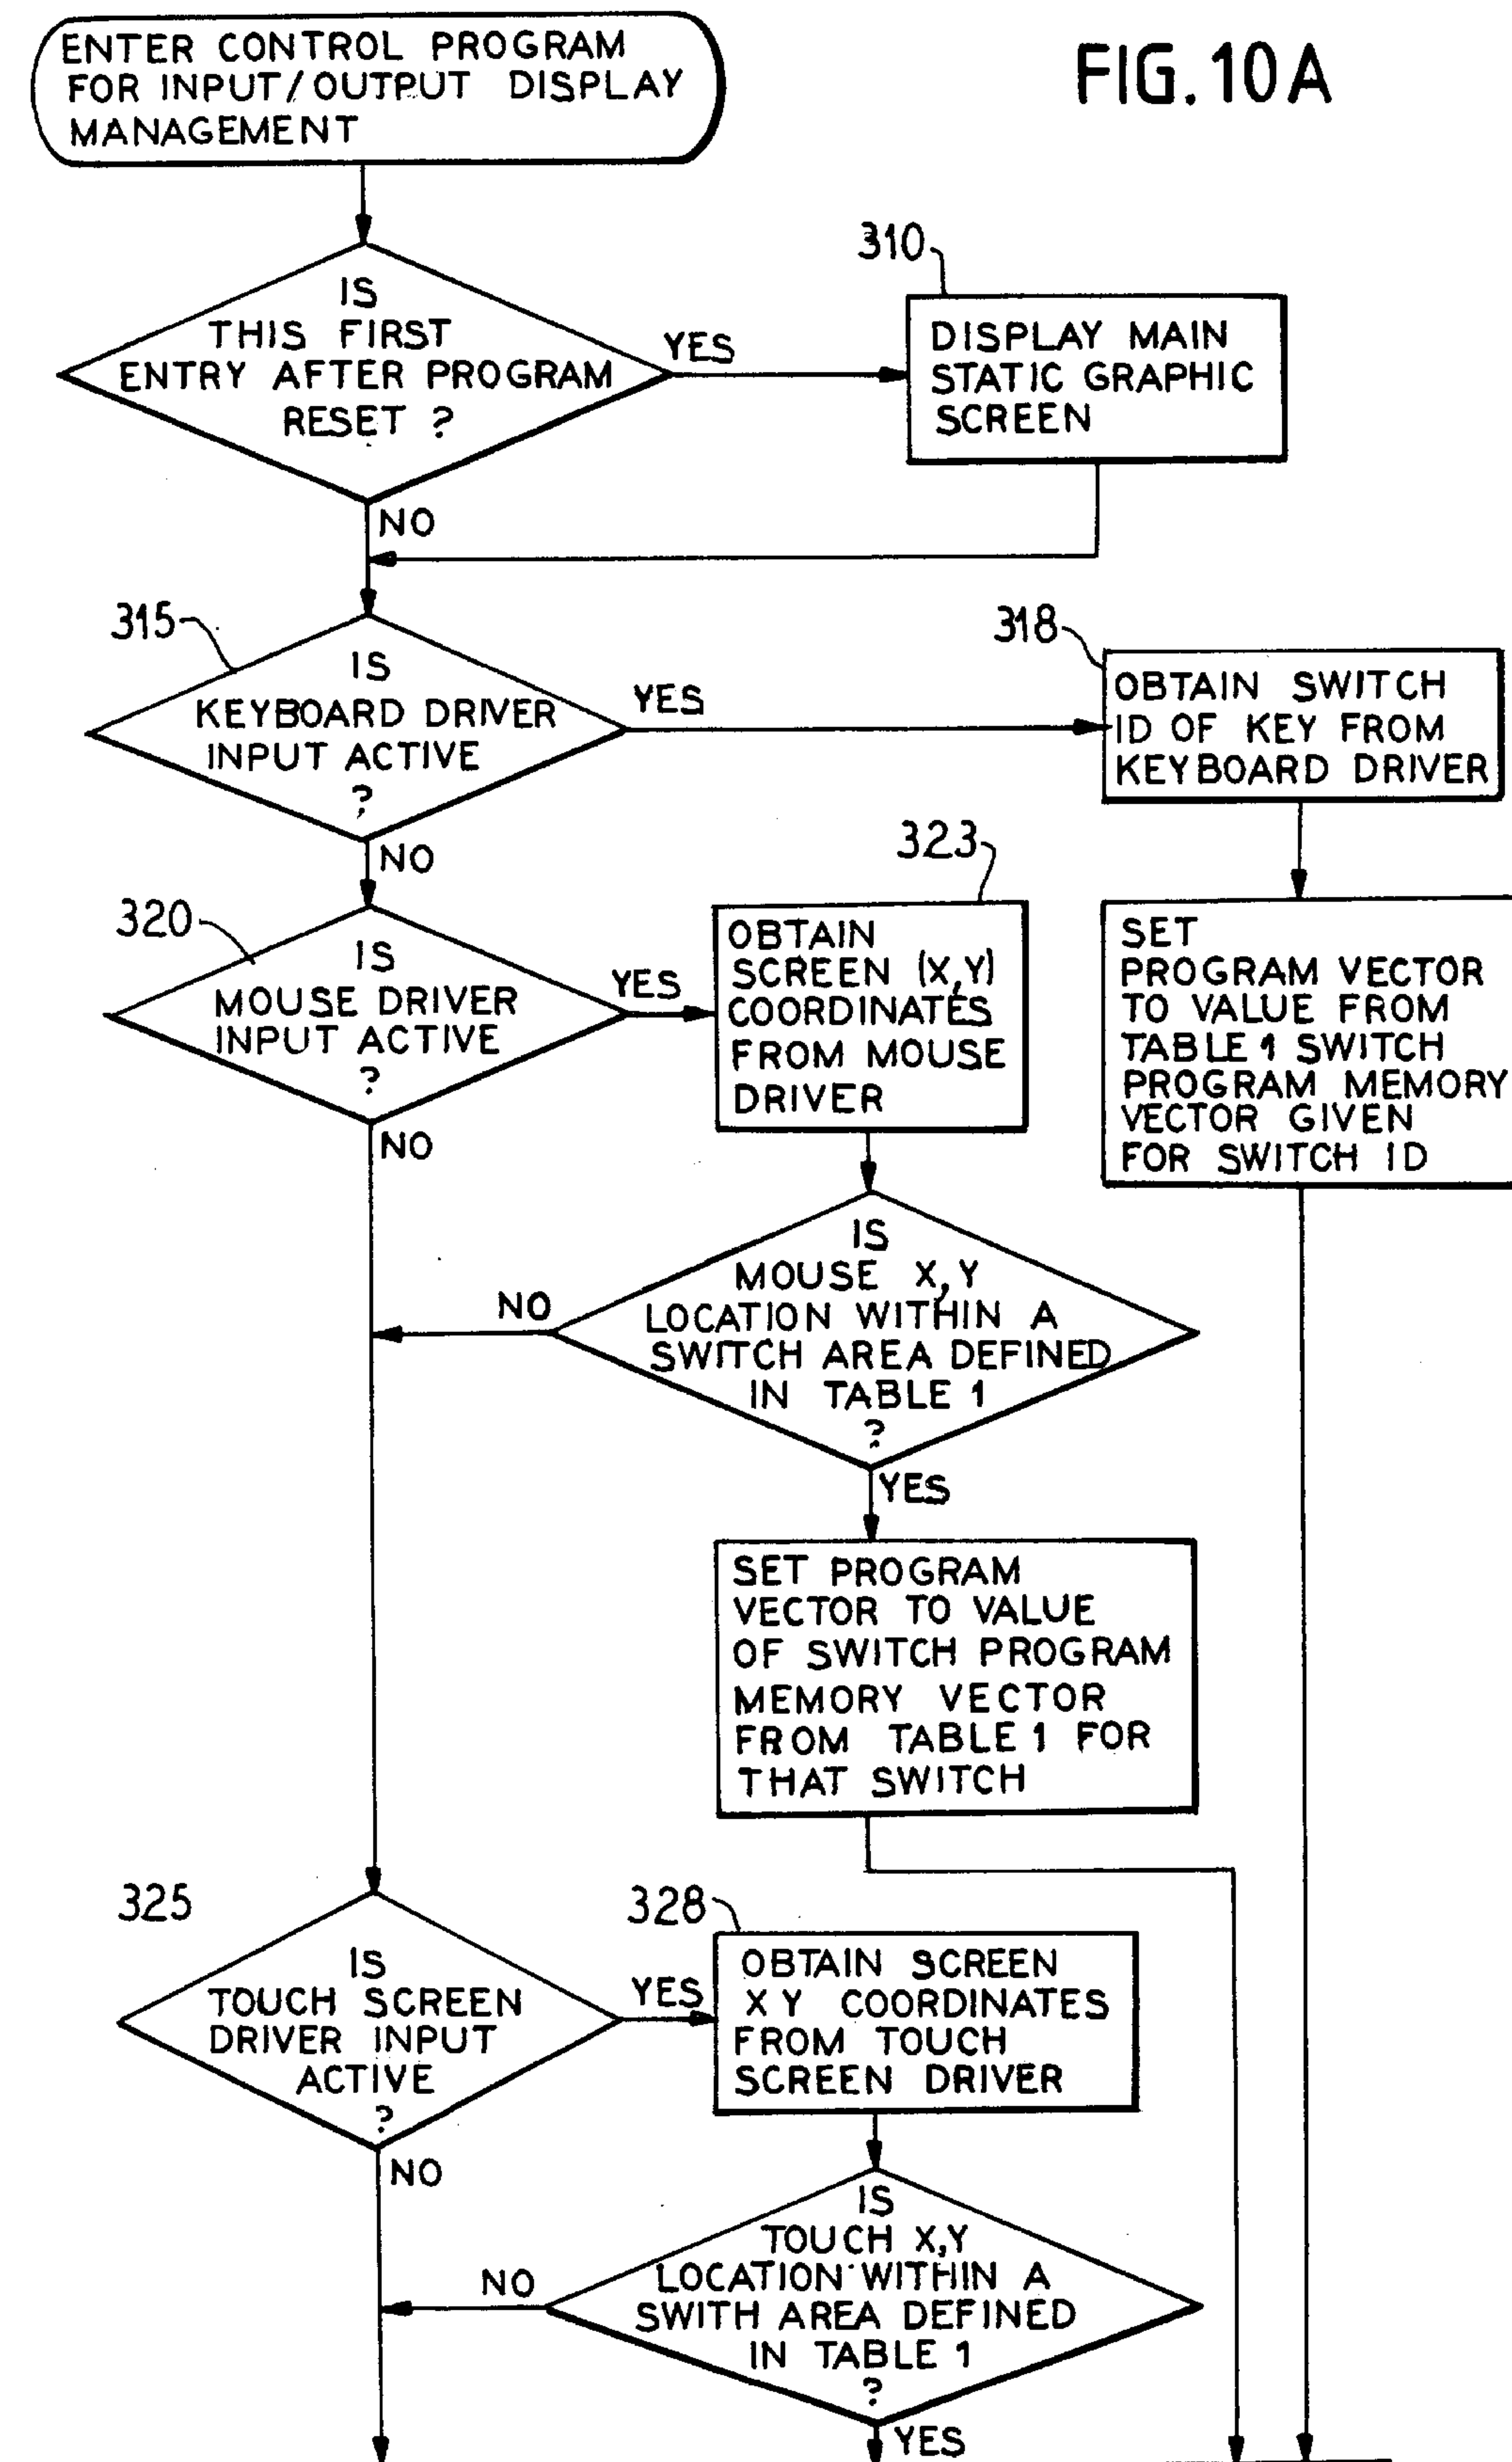 ENTER CONTROL PROGRAM
FOR INPUT/OUTPUT DISPLAY
MANAGEMENT
FIG. 10A
IS
THIS FIRST
ENTRY AFTER PROGRAM
RESET ?
YES
310
DISPLAY MAIN
STATIC GRAPHIC
SCREEN
NO
315
IS
KEYBOARD DRIVER
INPUT ACTIVE
?
YES
318
OBTAIN SWITCH
ID OF KEY FROM
KEYBOARD DRIVER
NO
320
IS
MOUSE DRIVER
INPUT ACTIVE
?
YES
323
OBTAIN
SCREEN (X,Y)
COORDINATES
FROM MOUSE
DRIVER
SET
PROGRAM VECTOR
TO VALUE FROM
TABLE 1 SWITCH
PROGRAM MEMORY
VECTOR GIVEN
FOR SWITCH ID
NO
IS
MOUSE X,Y
LOCATION WITHIN A
SWITCH AREA DEFINED
IN TABLE 1
?
NO
YES
SET PROGRAM
VECTOR TO VALUE
OF SWITCH PROGRAM
MEMORY VECTOR
FROM TABLE 1 FOR
THAT SWITCH
325
IS
TOUCH SCREEN
DRIVER INPUT
ACTIVE
?
YES
328
OBTAIN SCREEN
X Y COORDINATES
FROM TOUCH
SCREEN DRIVER
NO
IS
TOUCH X,Y
LOCATION WITHIN A
SWITH AREA DEFINED
IN TABLE 1
?
NO
YES